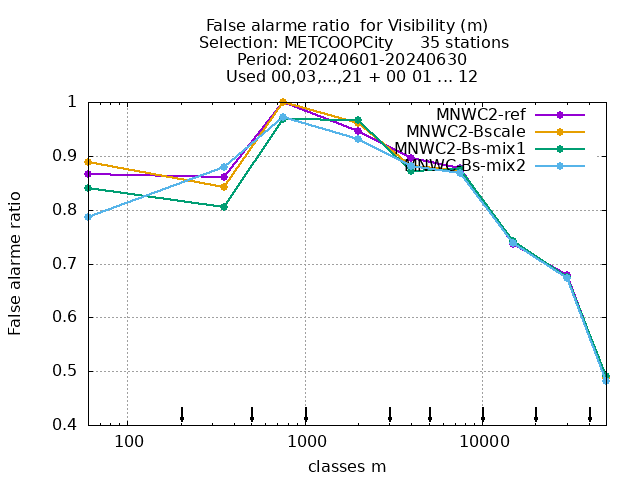 False alarme ratio  for Visibility (m)
Selection: METCOOPCity     35 stations
Period: 20240601-20240630
Used 00,03,...,21 + 00 01 ... 12
MNWC2-ref
MNWC2-Bscale
MNWC2-Bs-mix1
MNWC-Bs-mix2
1
0.9
0.8
0.7
0.6
0.5
0.4
False alarme ratio
100 1000 10000
classes m